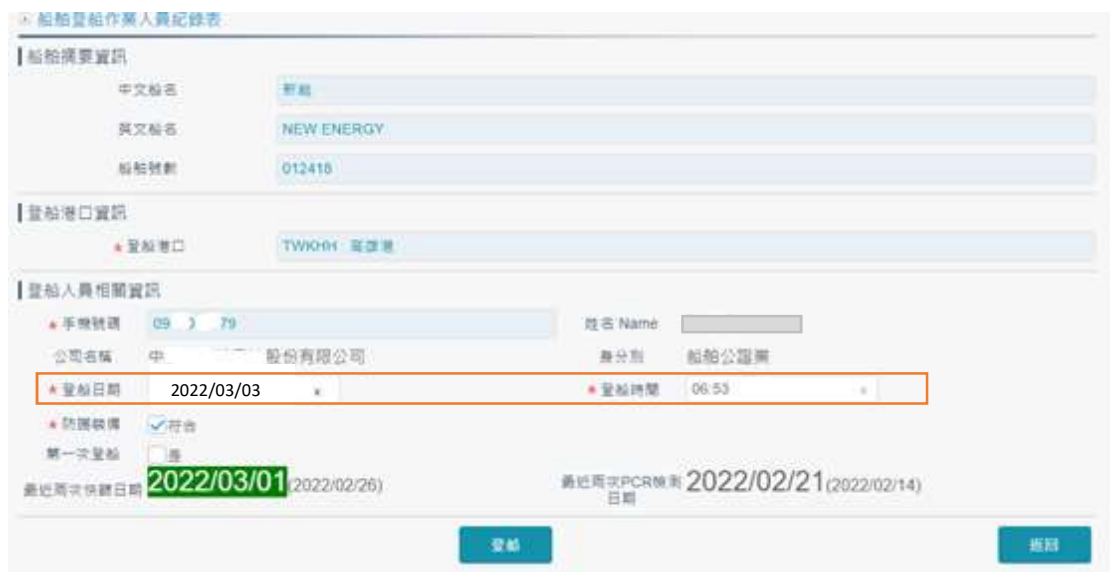 船舶登船作業人員紀錄表
船舶摘要資訊
中文船名 新能
英文船名 NEW ENERGY
船舶號數 012418
登船港口資訊
*登船港口 TWKHH 高雄港
登船人員相關資訊
*手機號碼 09 79 姓名 Name
公司名稱 中 股份有限公司 身分別 船舶公證業
*登船日期 2022/03/03 x *登船時間 06:53 x
*防護裝備 符合
第一次登船 是
最近兩次快篩日期 2022/03/01 (2022/02/26) 最近兩次PCR檢測日期 2022/02/21 (2022/02/14)
登船 返回